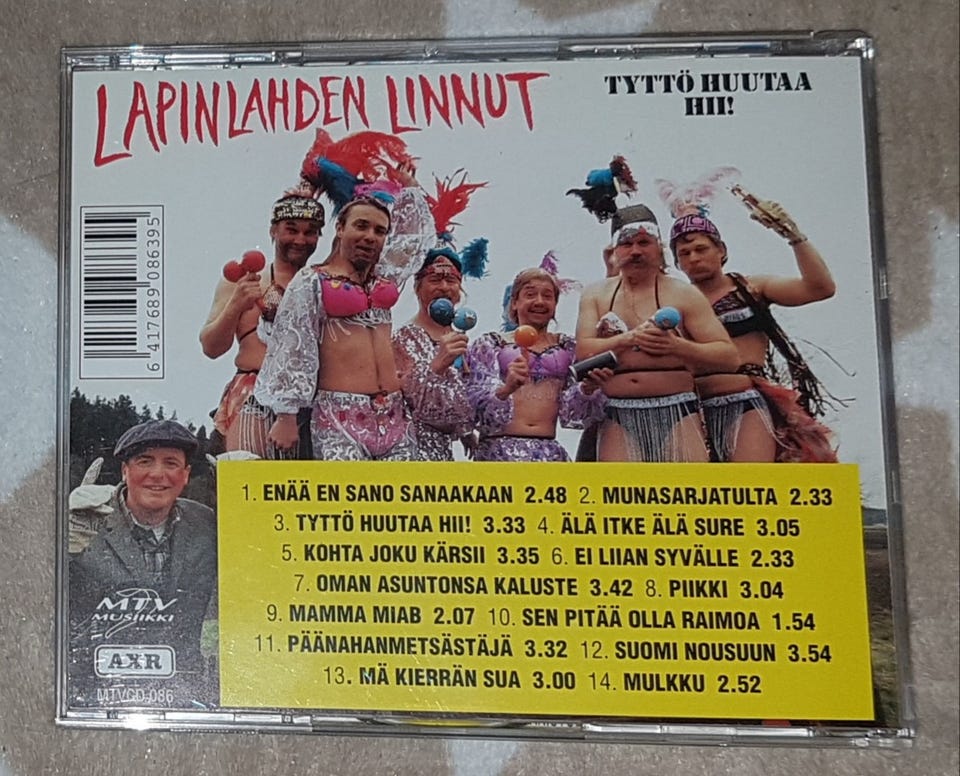 LAPINLAHDEN LINNUT
TYTTÖ HUUTAA
HII!
6 417689 086395
1. ENÄÄ EN SANO SANAAKAAN 2.48 2. MUNASARJATULTA 2.33
3. TYTTÖ HUUTAA HII! 3.33 4. ÄLÄ ITKE ÄLÄ SURE 3.05
5. KOHTA JOKU KÄRSII 3.35 6. EI LIIAN SYVÄLLE 2.33
7. OMAN ASUNTONSA KALUSTE 3.42 8. PIIKKI 3.04
9. MAMMA MIAB 2.07 10. SEN PITÄÄ OLLA RAIMOA 1.54
11. PÄÄNAHANMETSÄSTÄJÄ 3.32 12. SUOMI NOUSUUN 3.54
13. MÄ KIERRÄN SUA 3.00 14. MULKKU 2.52
MTV
MUSIIKKI
AXR
MTVCD 086